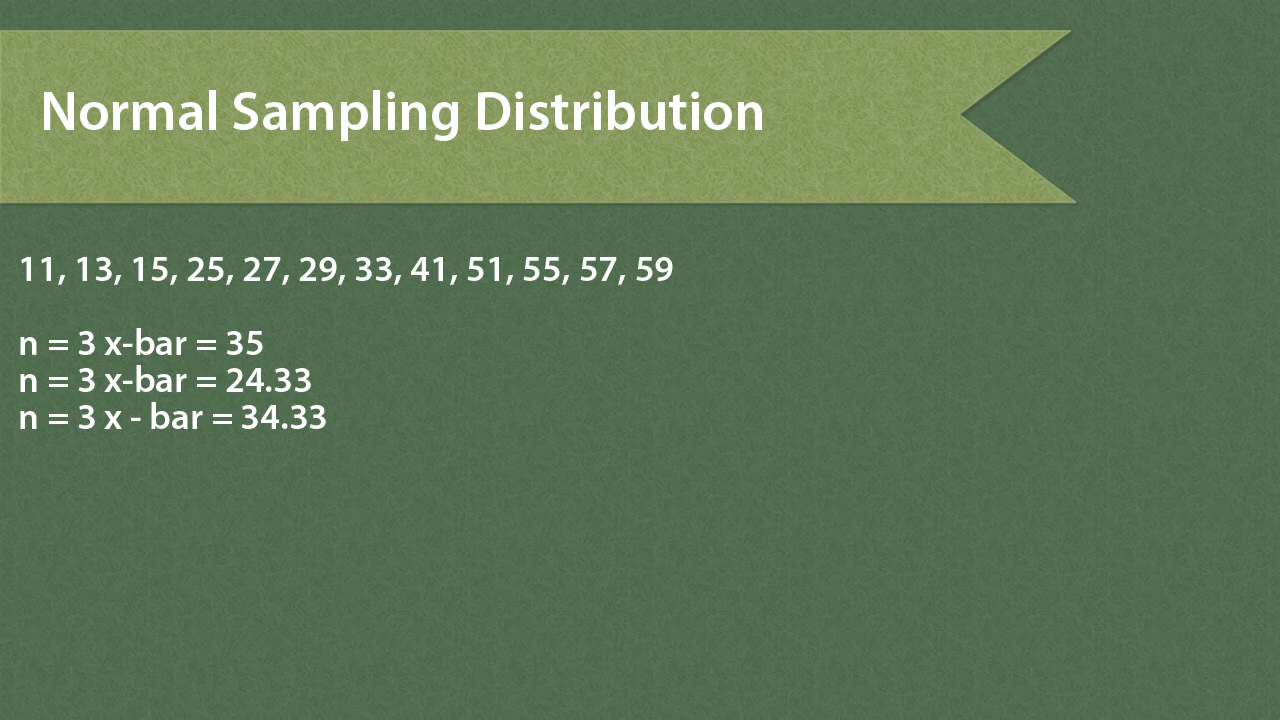 Normal Sampling Distribution
11, 13, 15, 25, 27, 29, 33, 41, 51, 55, 57, 59
n = 3 x-bar = 35
n = 3 x-bar = 24.33
n = 3 x - bar = 34.33